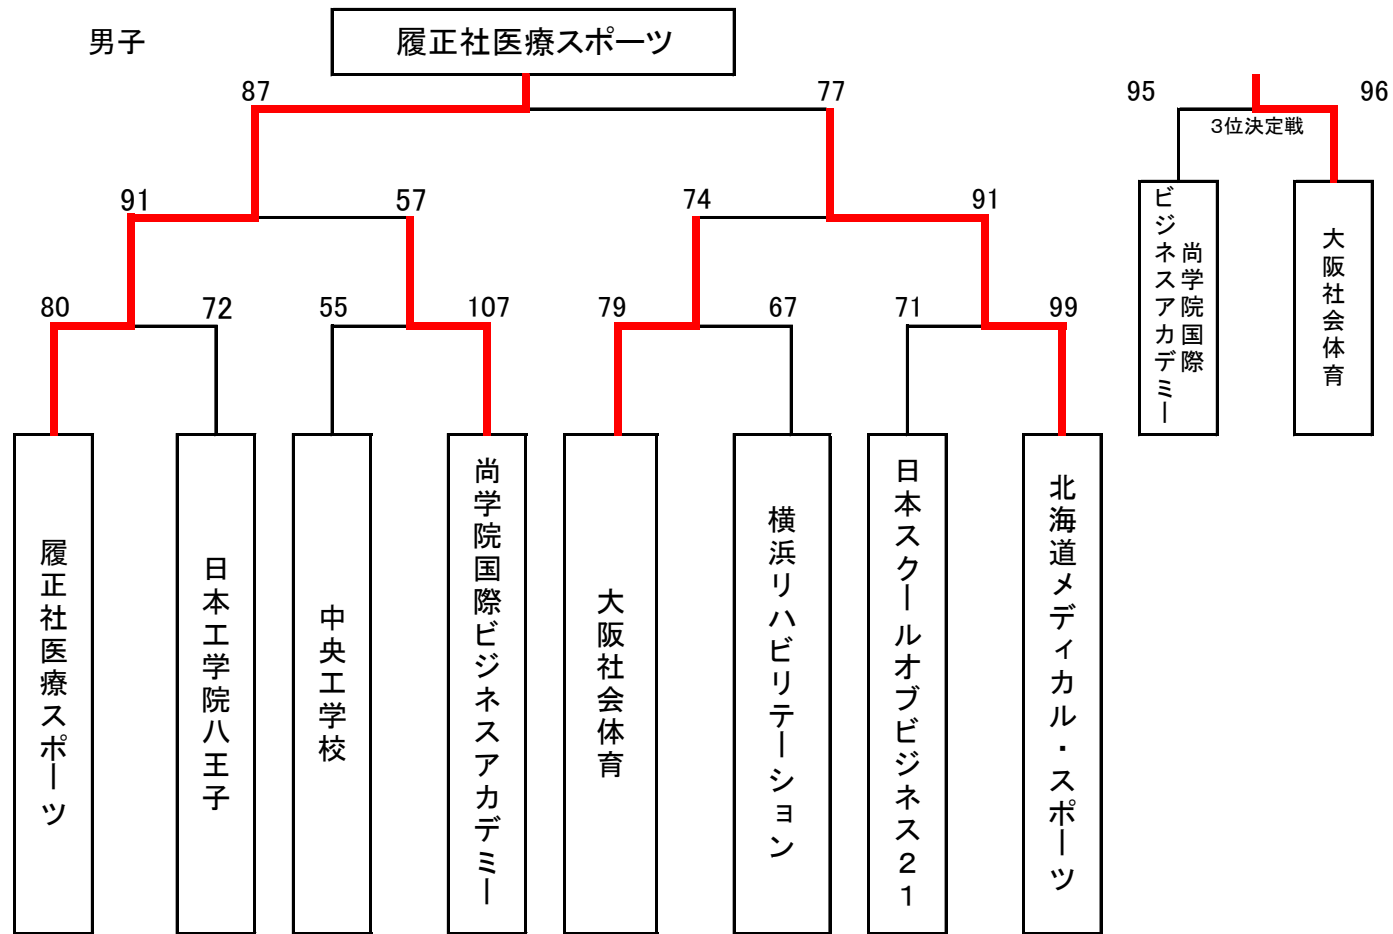 男子
履正社医療スポーツ
87
77
95
96
3位決定戦
91
57
74
91
80
72
55
107
79
67
71
99
尚学院国際
ビジネスアカデミー
大阪社会体育
履正社医療スポーツ
日本工学院八王子
中央工学校
尚学院国際ビジネスアカデミー
大阪社会体育
横浜リハビリテーション
日本スクールオブビジネス２１
北海道メディカル・スポーツ